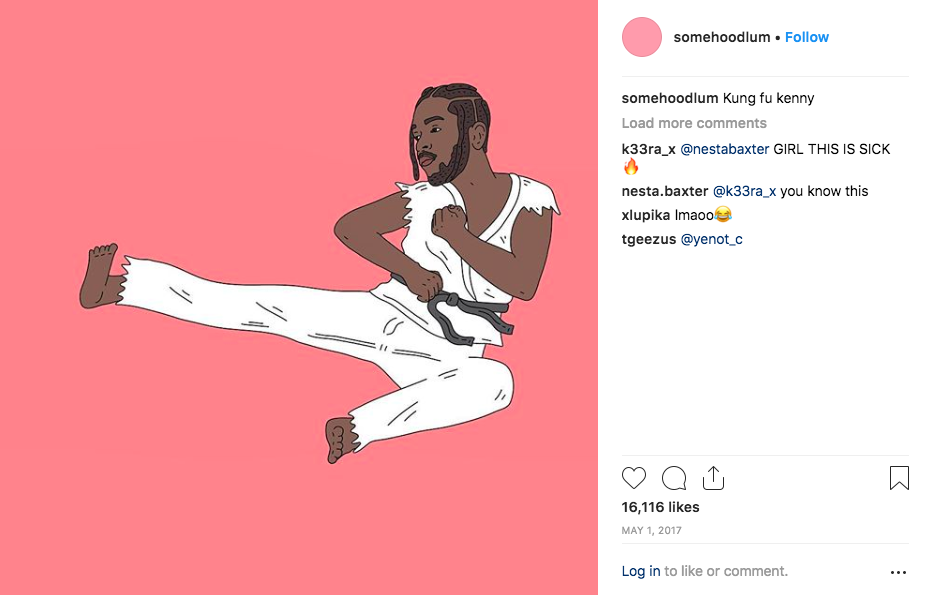 somehoodlum • Follow
somehoodlum Kung fu kenny
Load more comments
k33ra_x @nestabaxter GIRL THIS IS SICK
🔥
nesta.baxter @k33ra_x you know this
xlupika lmaoo😂
tgeezus @yenot_c
16,116 likes
MAY 1, 2017
Log in to like or comment.